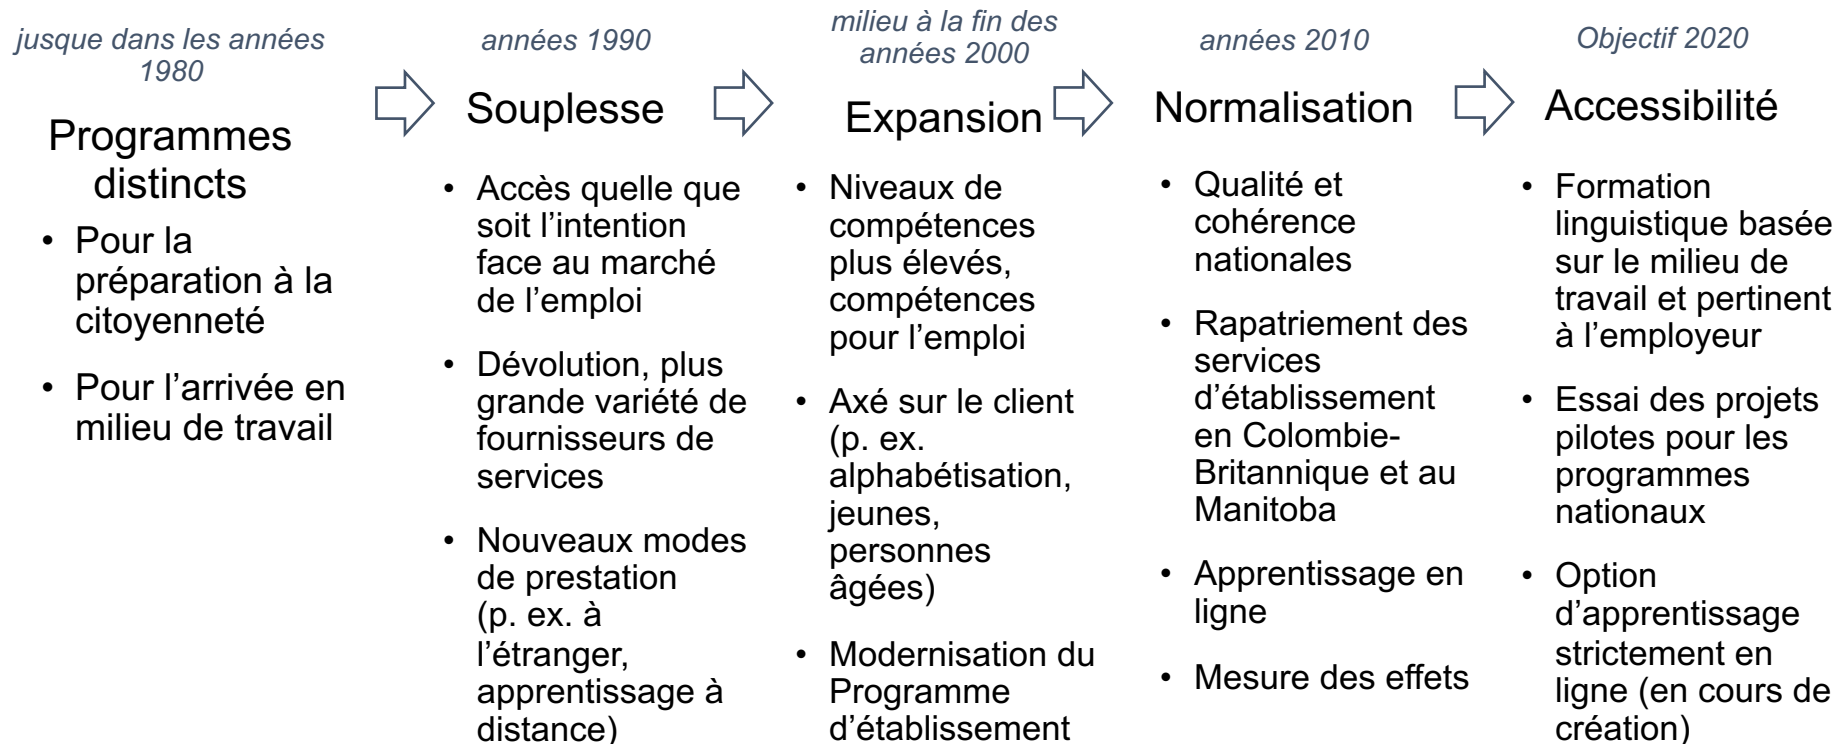 jusque dans les années
1980
Programmes
distincts
• Pour la
préparation à la
citoyenneté
• Pour l'arrivée en
milieu de travail
années 1990
Souplesse
• Accès quelle que
soit l'intention
face au marché
de l'emploi
• Dévolution, plus
grande variété de
fournisseurs de
services
• Nouveaux modes
de prestation
(p. ex. à
l'étranger,
apprentissage à
distance)
milieu à la fin des
années 2000
Expansion
• Niveaux de
compétences
plus élevés,
compétences
pour l'emploi
• Axé sur le client
(p. ex.
alphabétisation,
jeunes,
personnes
âgées)
• Modernisation du
Programme
d'établissement
années 2010
Normalisation
• Qualité et
cohérence
nationales
• Rapatriement des
services
d'établissement
en Colombie-
Britannique et au
Manitoba
• Apprentissage en
ligne
• Mesure des effets
Objectif 2020
Accessibilité
• Formation
linguistique basée
sur le milieu de
travail et pertinent
à l'employeur
• Essai des projets
pilotes pour les
programmes
nationaux
• Option
d'apprentissage
strictement en
ligne (en cours de
création)